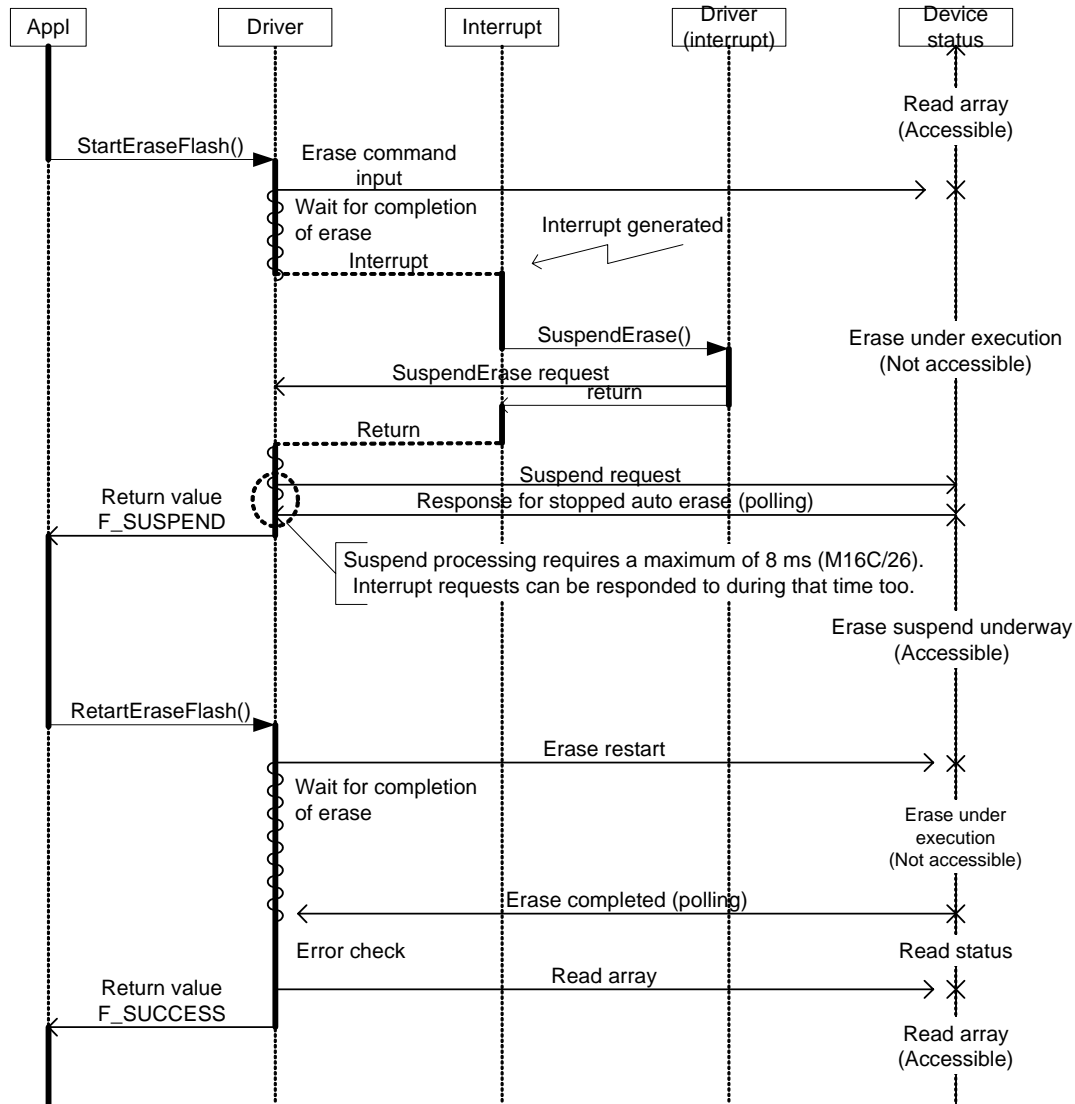 Appl
Driver
Interrupt
Driver
(interrupt)
Device
status
Read array
(Accessible)
StartEraseFlash()
Erase command
input
Wait for completion
of erase
Interrupt generated
Interrupt
SuspendErase()
Erase under execution
(Not accessible)
SuspendErase request
return
Return
Suspend request
Return value
F_SUSPEND
Response for stopped auto erase (polling)
Suspend processing requires a maximum of 8 ms (M16C/26).
Interrupt requests can be responded to during that time too.
Erase suspend underway
(Accessible)
RetartEraseFlash()
Erase restart
Wait for completion
of erase
Erase under
execution
(Not accessible)
Erase completed (polling)
Error check
Read status
Read array
Return value
F_SUCCESS
Read array
(Accessible)